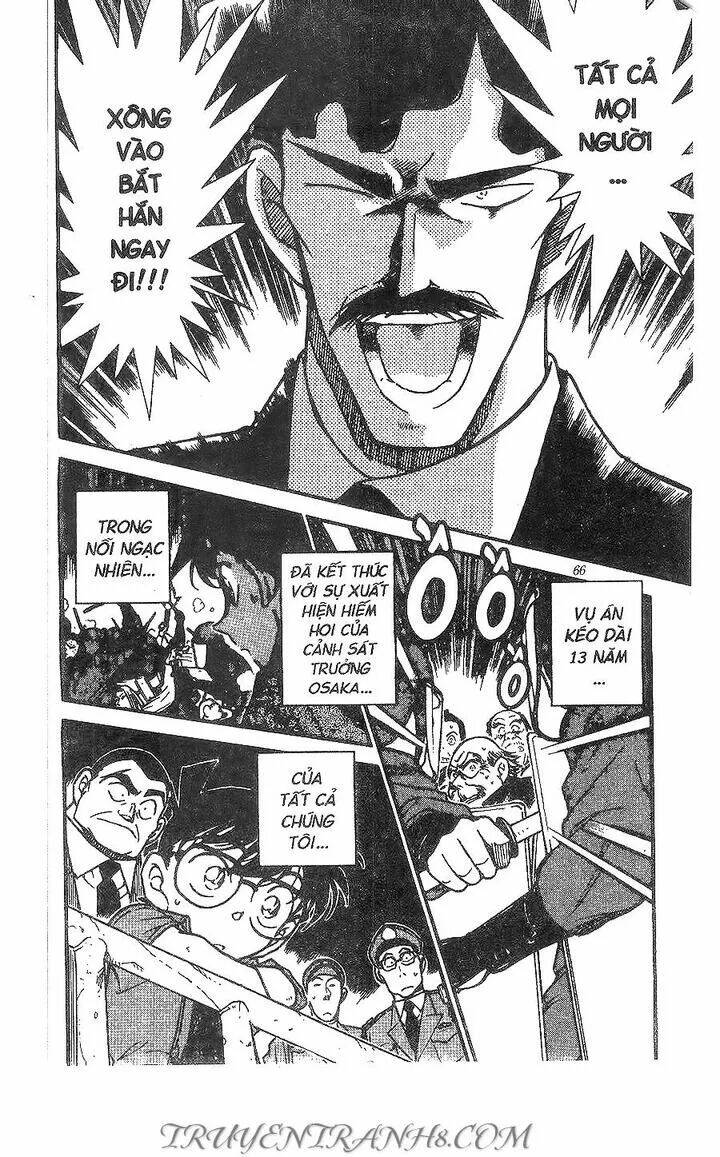 TẤT CẢ
MỌI
NGƯỜI
...
XÔNG
VÀO
BẮT
HẮN
NGAY
ĐI!!!
66
VỤ ÁN
KÉO DÀI
13 NĂM
...
Ồ
Ồ
Ồ
ĐÃ KẾT THỨC
VỚI SỰ XUẤT
HIỆN HIẾM
HOI CỦA
CẢNH SÁT
TRƯỞNG
OSAKA...
TRONG
NỐI NGẠC
NHIÊN...
CỦA
TẤT CẢ
CHÚNG
TÔI...
TRUYENTRANH8.COM